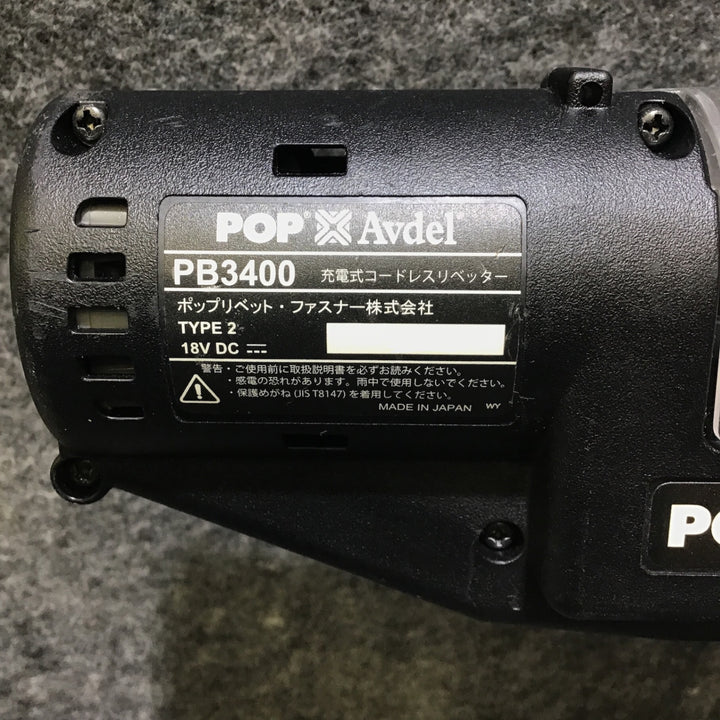 POP® Avdel®
PB3400 充電式コードレスリベッター
ポップリベット・ファスナー株式会社
TYPE 2
18V DC
警告・ご使用前に取扱説明書を必ずお読みください。
・感電の恐れがあります。雨中で使用しないでください。
・保護めがね (JIS T8147) を着用してください。
MADE IN JAPAN WY
PO